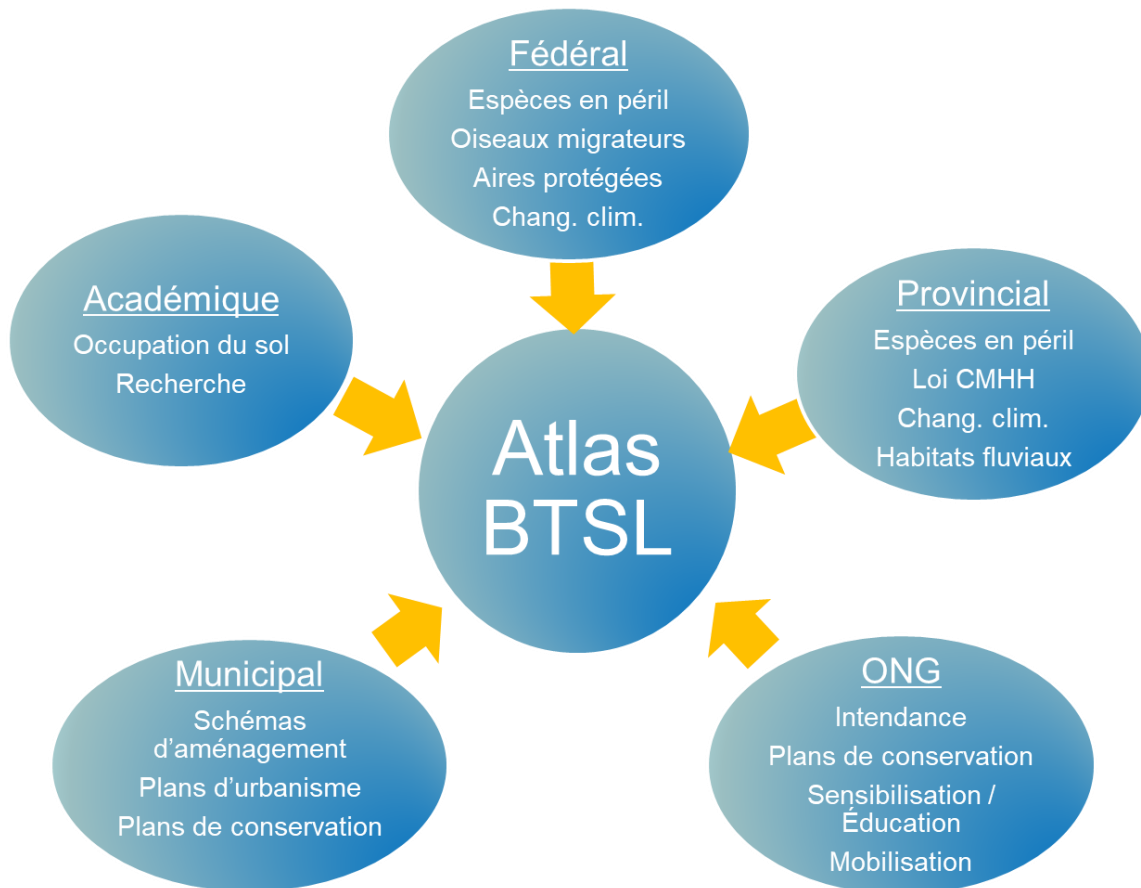 Fédéral
Espèces en péril
Oiseaux migrateurs
Aires protégées
Chang. clim.
Académique
Occupation du sol
Recherche
Provincial
Espèces en péril
Loi CMHH
Chang. clim.
Habitats fluviaux
Atlas
BTSL
Municipal
Schémas
d’aménagement
Plans d’urbanisme
Plans de conservation
ONG
Intendance
Plans de conservation
Sensibilisation /
Éducation
Mobilisation